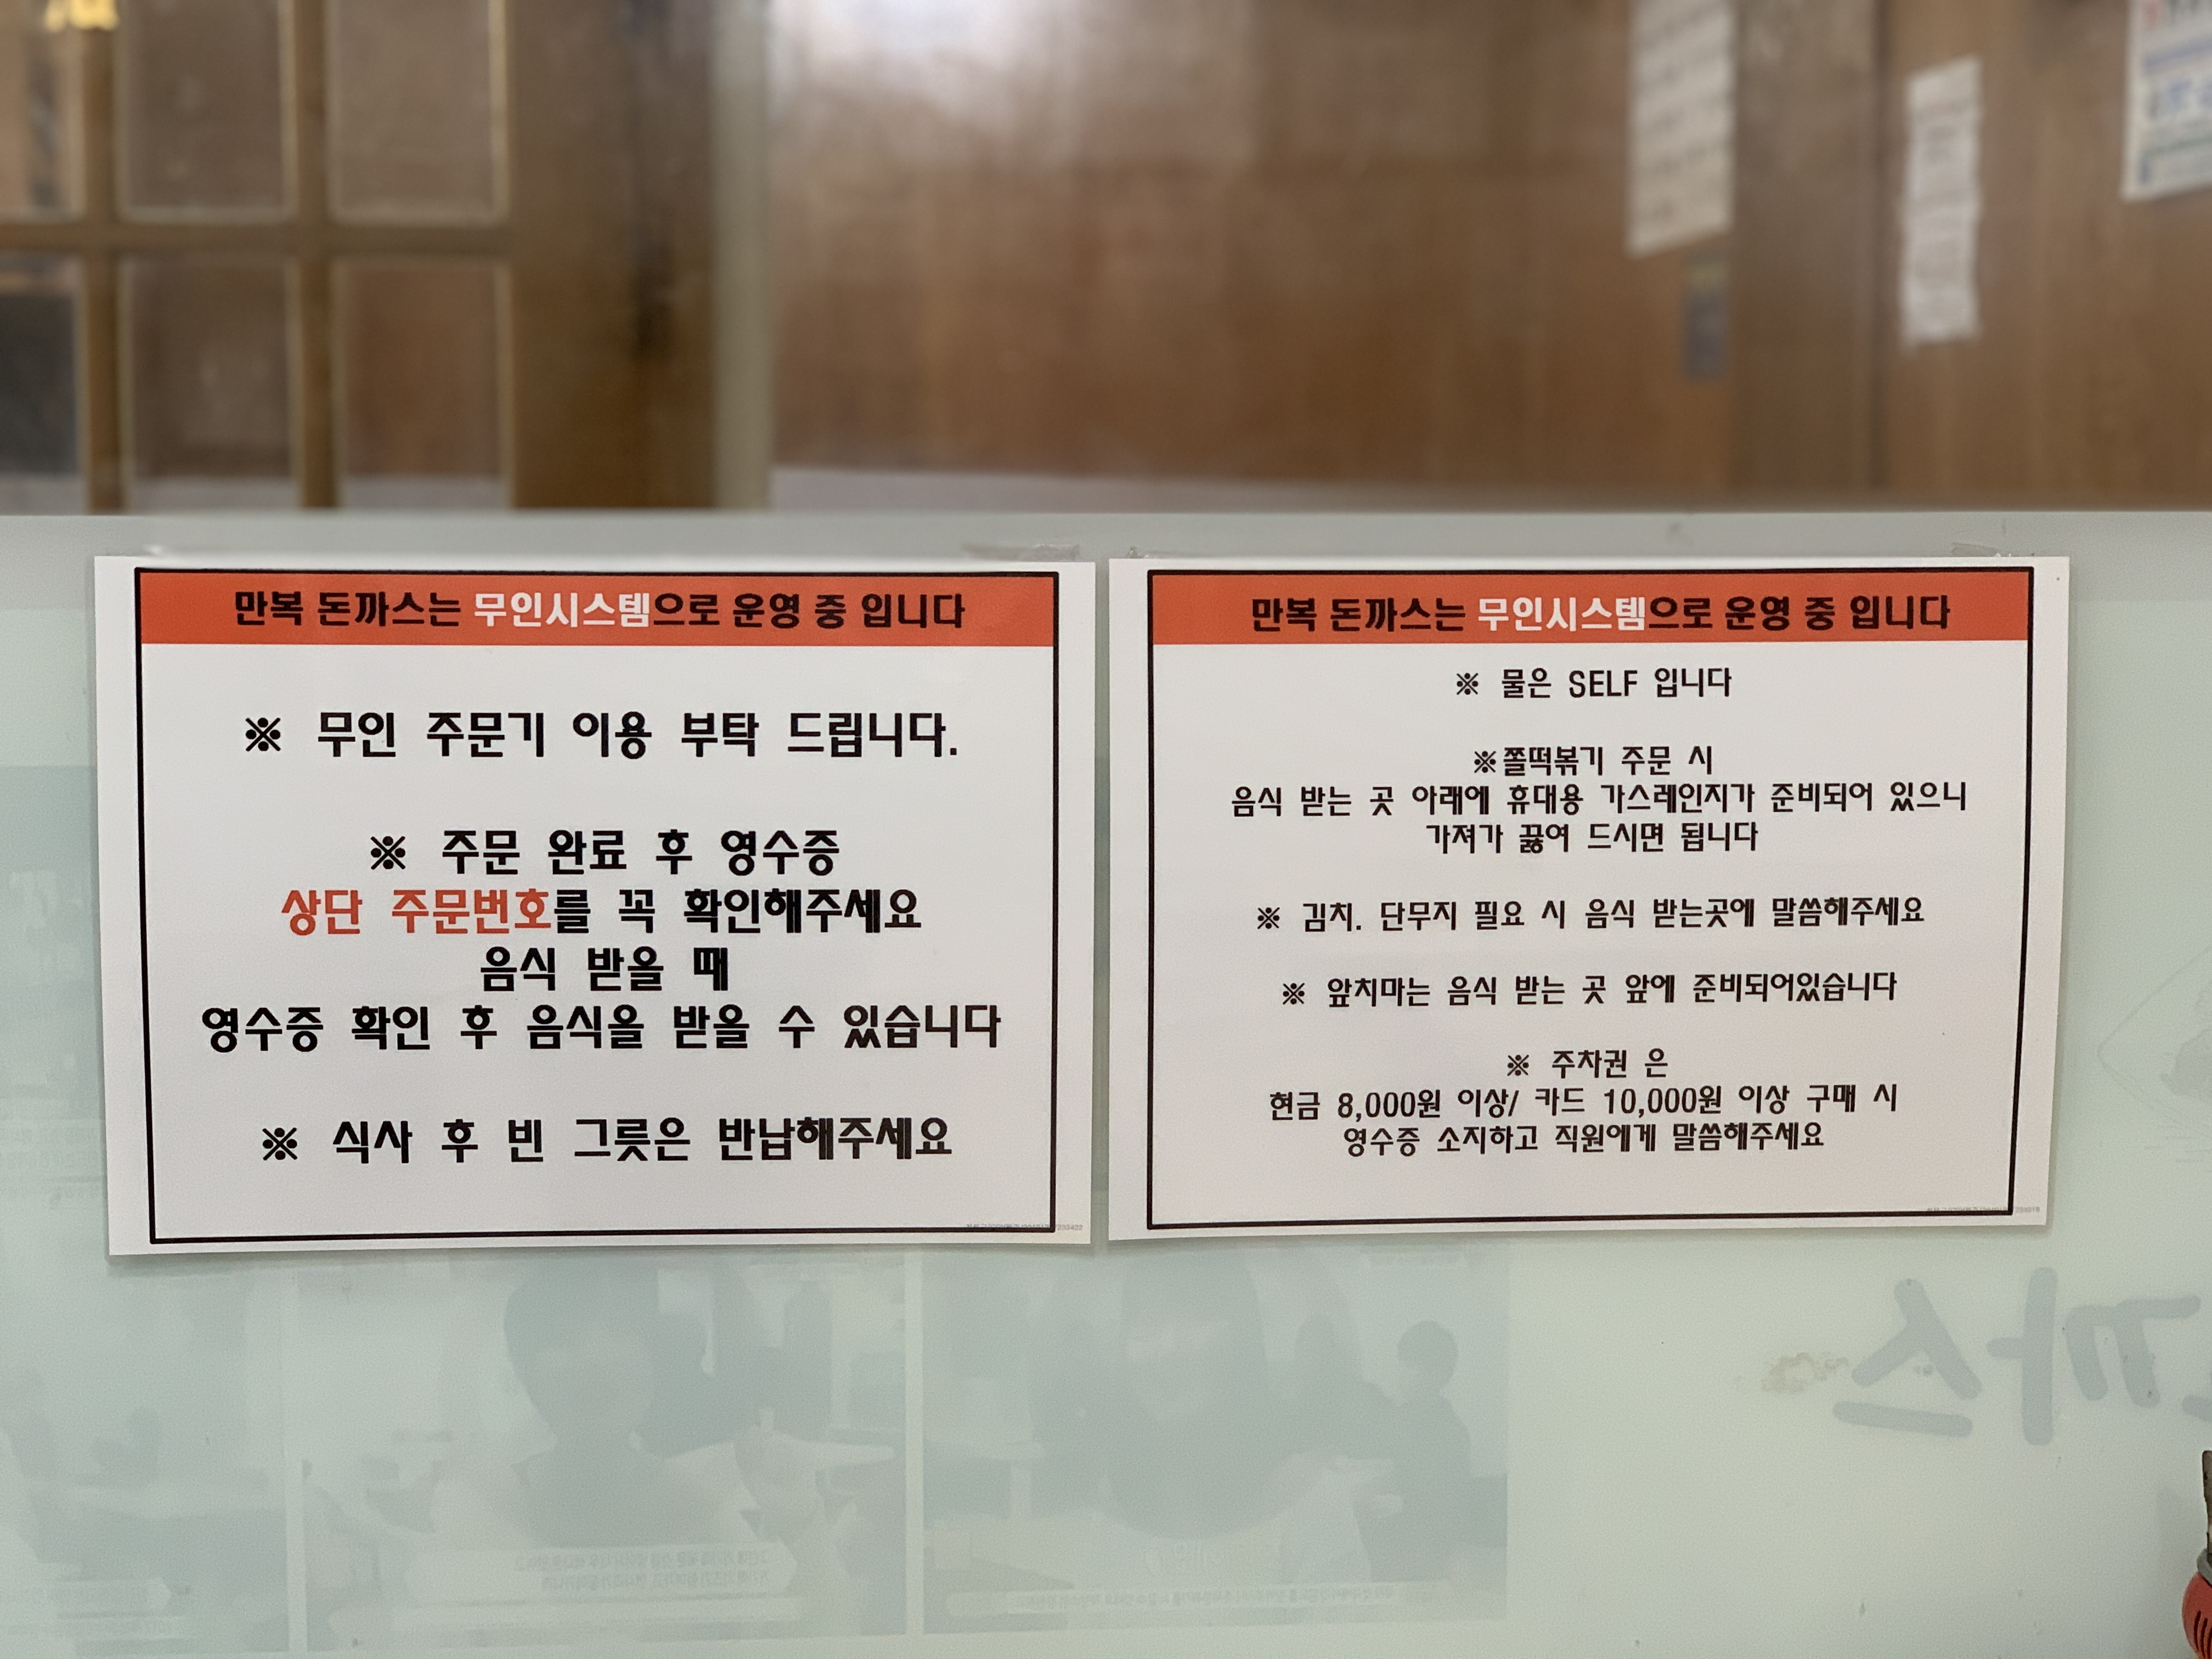 만복 돈까스는 무인시스템으로 운영 중 입니다
※ 무인 주문기 이용 부탁 드립니다.
※ 주문 완료 후 영수증
상단 주문번호를 꼭 확인해주세요
음식 받을 때
영수증 확인 후 음식을 받을 수 있습니다
※ 식사 후 빈 그릇은 반납해주세요
만복 돈까스는 무인시스템으로 운영 중 입니다
※ 물은 SELF 입니다
※쫄떡볶기 주문 시
음식 받는 곳 아래에 휴대용 가스레인지가 준비되어 있으니
가져가 끓여 드시면 됩니다
※ 김치. 단무지 필요 시 음식 받는곳에 말씀해주세요
※ 앞치마는 음식 받는 곳 앞에 준비되어있습니다
※ 주차권 은
현금 8,000원 이상/ 카드 10,000원 이상 구매 시
영수증 소지하고 직원에게 말씀해주세요
까스